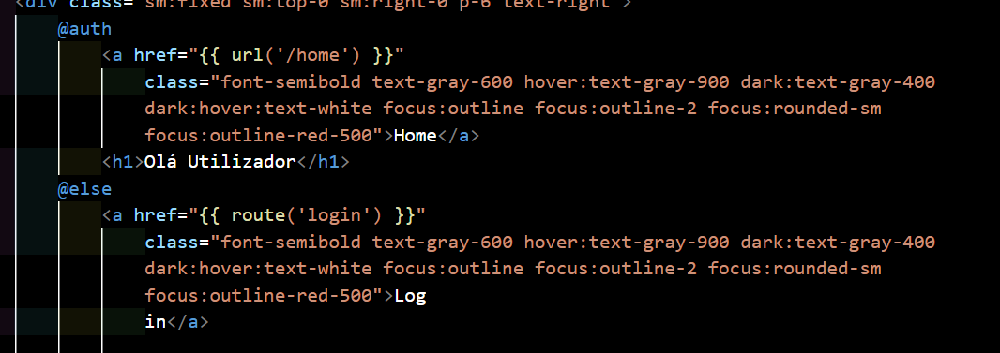 <div class="sm:fixed sm:top-0 sm:right-0 p-6 text-right">
@auth
<a href="{{ url('/home') }}"
class="font-semibold text-gray-600 hover:text-gray-900 dark:text-gray-400
dark:hover:text-white focus:outline focus:outline-2 focus:rounded-sm
focus:outline-red-500">Home</a>
<h1>Olá Utilizador</h1>
@else
<a href="{{ route('login') }}"
class="font-semibold text-gray-600 hover:text-gray-900 dark:text-gray-400
dark:hover:text-white focus:outline focus:outline-2 focus:rounded-sm
focus:outline-red-500">Log
in</a>